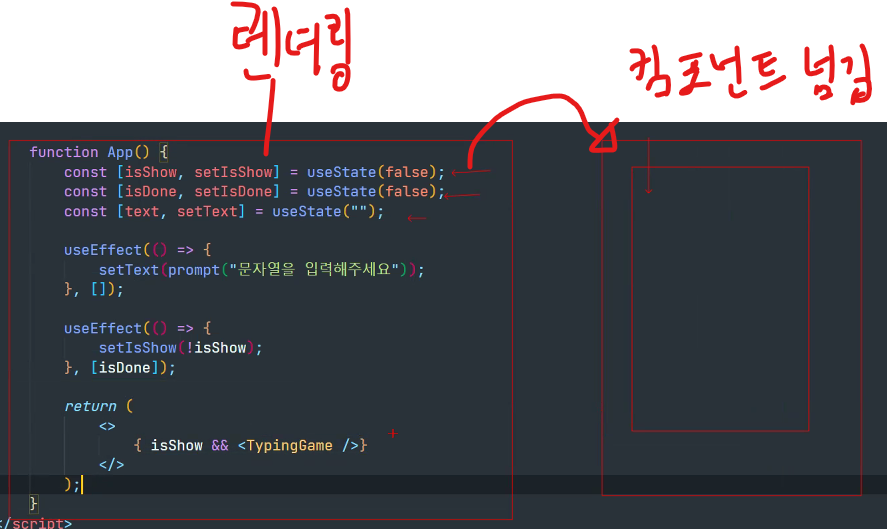 렌더링
컴포넌트 넘김
function App() {
const [isShow, setIsShow] = useState(false);
const [isDone, setIsDone] = useState(false);
const [text, setText] = useState("");
useEffect(() => {
setText(prompt("문자열을 입력해주세요"));
}, []);
useEffect(() => {
setIsShow(!isShow);
}, [isDone]);
return (
<>
{ isShow && <TypingGame />}
</>
);
}
</script>